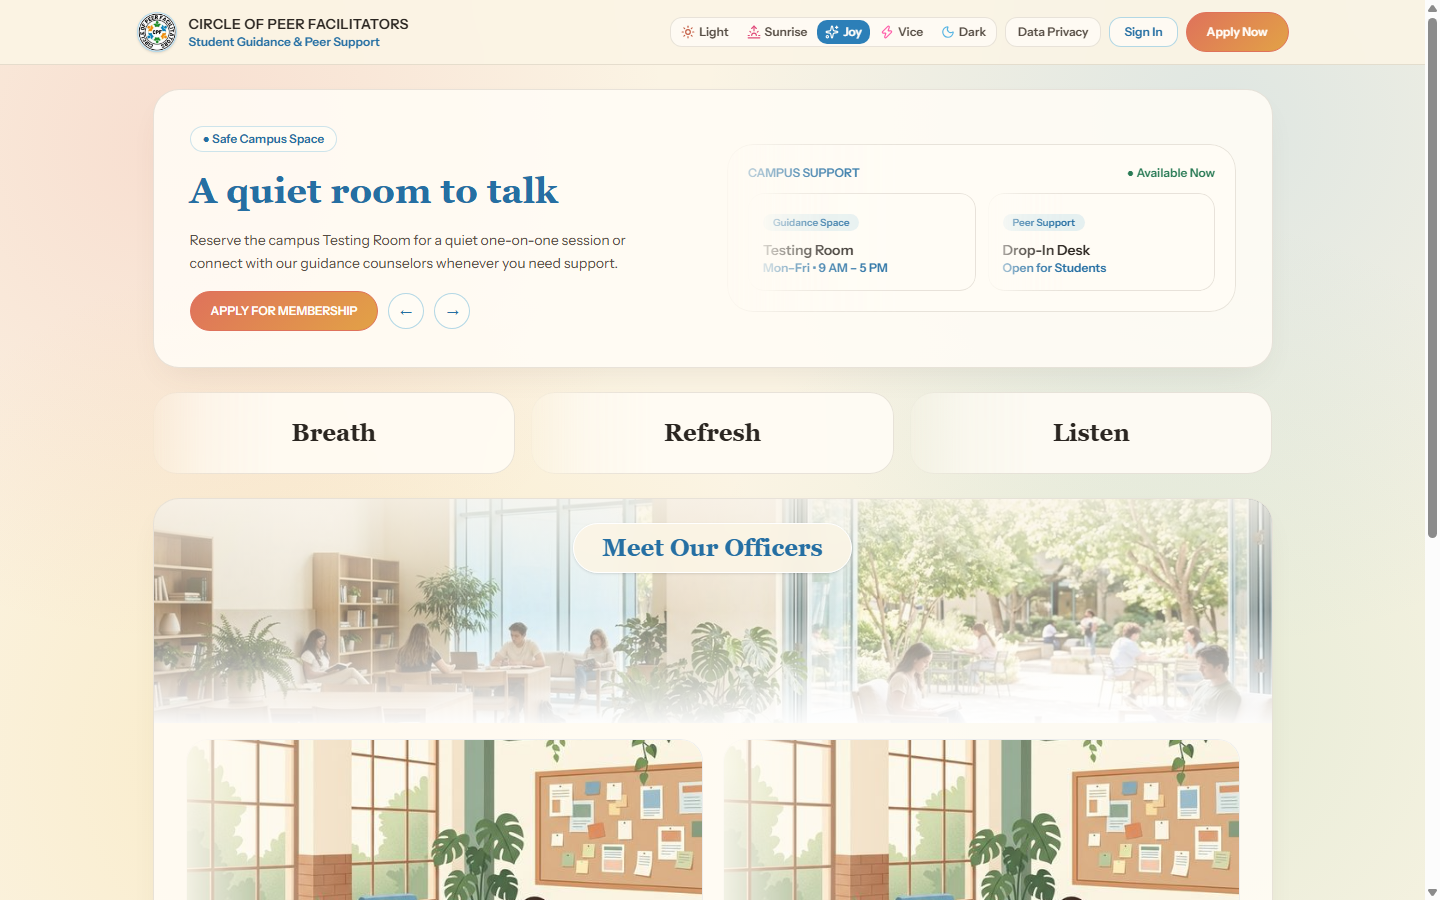 CIRCLE OF PEER FACILITATORS
Student Guidance & Peer Support
Light
Sunrise
Joy
Vice
Dark
Data Privacy
Sign In
Apply Now
● Safe Campus Space
A quiet room to talk
Reserve the campus Testing Room for a quiet one-on-one session or
connect with our guidance counselors whenever you need support.
APPLY FOR MEMBERSHIP
←
→
CAMPUS SUPPORT
● Available Now
Guidance Space
Testing Room
Mon–Fri • 9 AM – 5 PM
Peer Support
Drop-In Desk
Open for Students
Breath
Refresh
Listen
Meet Our Officers